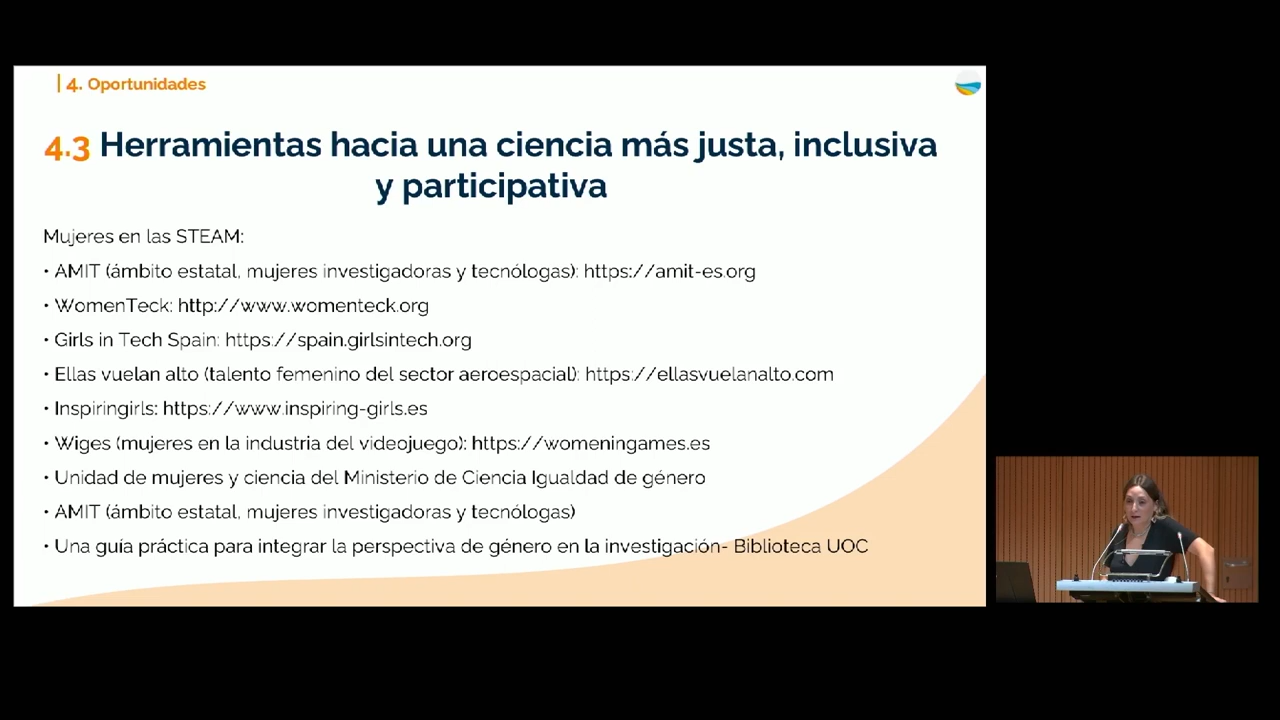 | 4. Oportunidades
4.3 Herramientas hacia una ciencia más justa, inclusiva
y participativa
Mujeres en las STEAM:
• AMIT (ámbito estatal, mujeres investigadoras y tecnólogas): https://amit-es.org
• WomenTeck: http://www.womenteck.org
• Girls in Tech Spain: https://spain.girlsintech.org
• Ellas vuelan alto (talento femenino del sector aeroespacial): https://ellasvuelanalto.com
• Inspiringirls: https://www.inspiring-girls.es
• Wiges (mujeres en la industria del videojuego): https://womeningames.es
• Unidad de mujeres y ciencia del Ministerio de Ciencia Igualdad de género
• AMIT (ámbito estatal, mujeres investigadoras y tecnólogas)
• Una guía práctica para integrar la perspectiva de género en la investigación- Biblioteca UOC